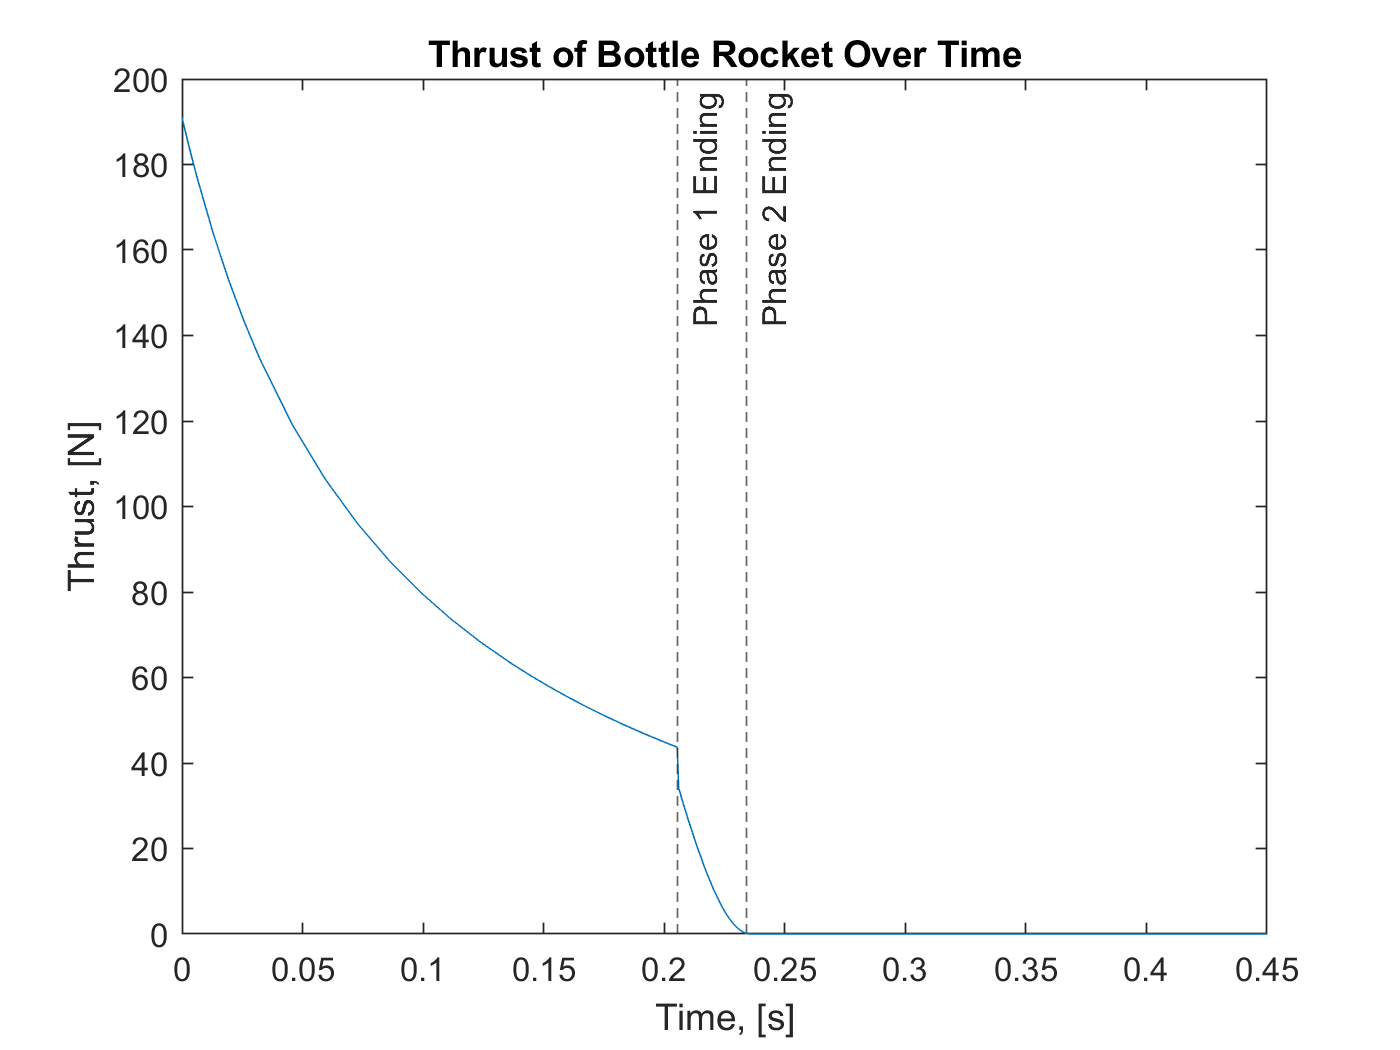 Thrust of Bottle Rocket Over Time
200
180
160
140
120
100
80
60
40
20
0
Thrust, [N]
Phase 1 Ending
Phase 2 Ending
0 0.05 0.1 0.15 0.2 0.25 0.3 0.35 0.4 0.45
Time, [s]